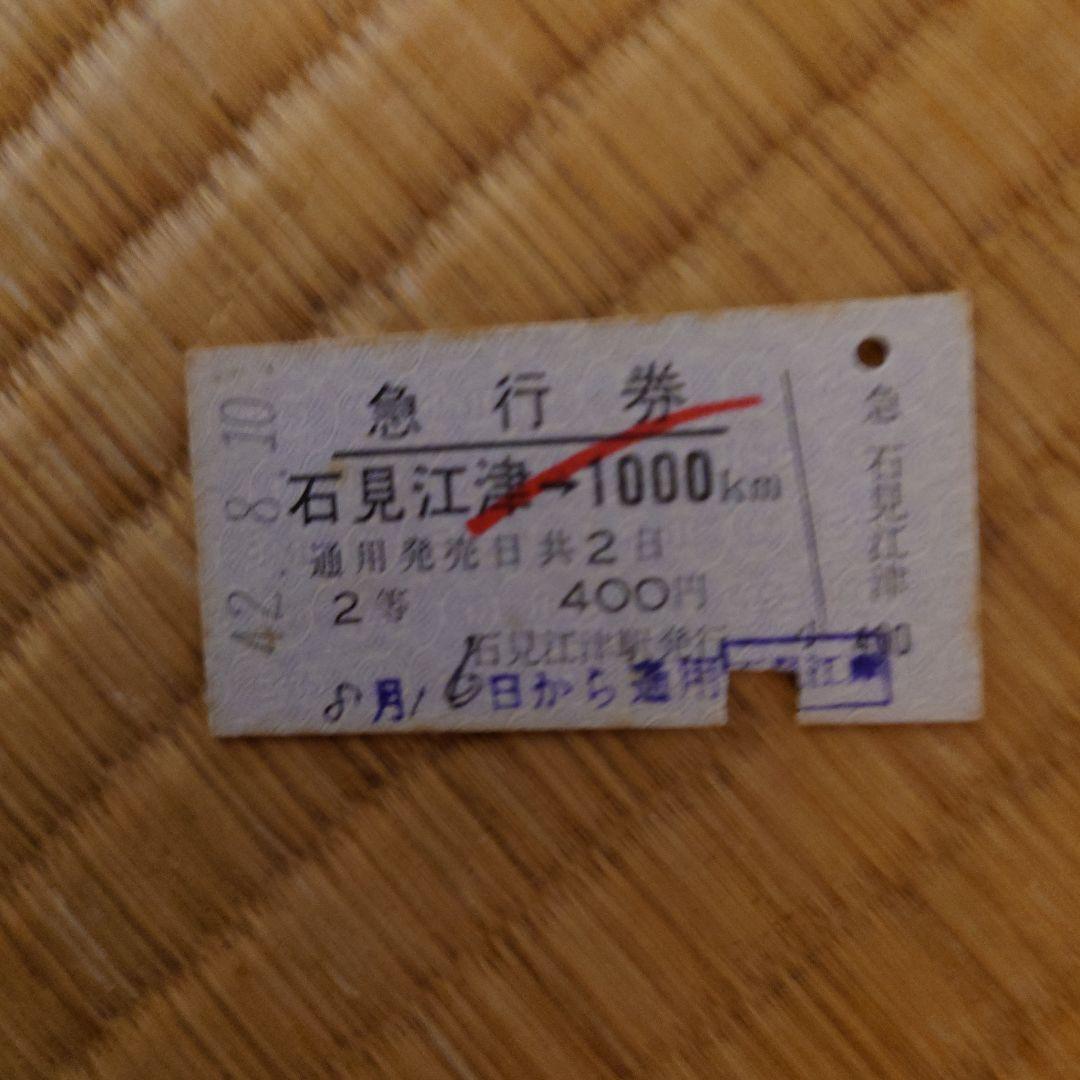 急行券
石見江津→1000km
通用発売日共2日
2等 400円
石見江津駅発行
8月16日から通用
42.8.10
急 石見江津
小 400